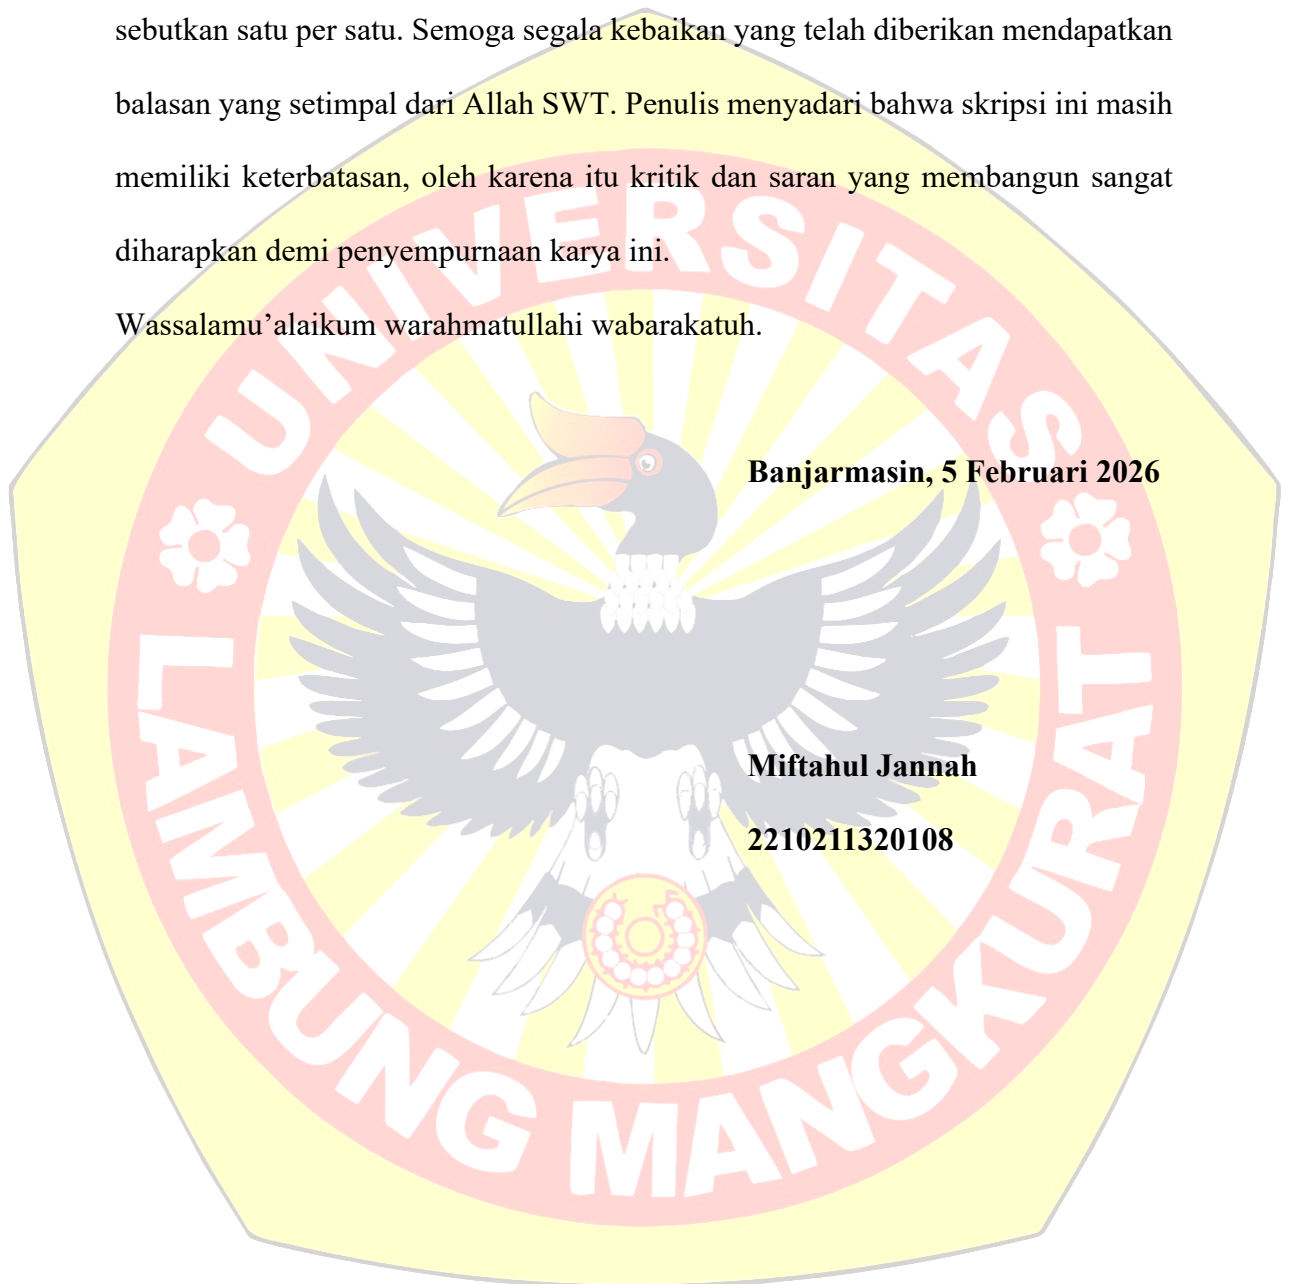 sebutkan satu per satu. Semoga segala kebaikan yang telah diberikan mendapatkan
balasan yang setimpal dari Allah SWT. Penulis menyadari bahwa skripsi ini masih
memiliki keterbatasan, oleh karena itu kritik dan saran yang membangun sangat
diharapkan demi penyempurnaan karya ini.
Wassalamu’alaikum warahmatullahi wabarakatuh.
Banjarmasin, 5 Februari 2026
Miftahul Jannah
2210211320108
UNIVERSITAS
LAMBUNG MANGKURAT